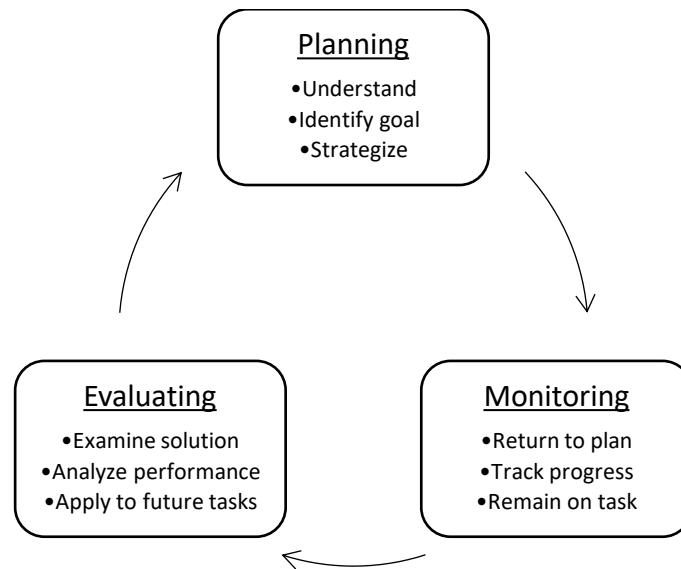 Planning
•Understand
•Identify goal
•Strategize
Evaluating
•Examine solution
•Analyze performance
•Apply to future tasks
Monitoring
•Return to plan
•Track progress
•Remain on task